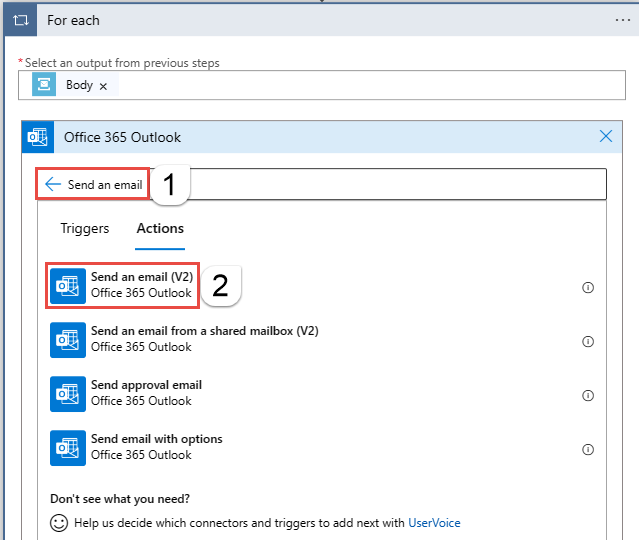 For each
...
*Select an output from previous steps
Body ×
Office 365 Outlook
Send an email
1
Triggers Actions
Send an email (V2)
Office 365 Outlook
2
Send an email from a shared mailbox (V2)
Office 365 Outlook
Send approval email
Office 365 Outlook
Send email with options
Office 365 Outlook
Don't see what you need?
Help us decide which connectors and triggers to add next with UserVoice